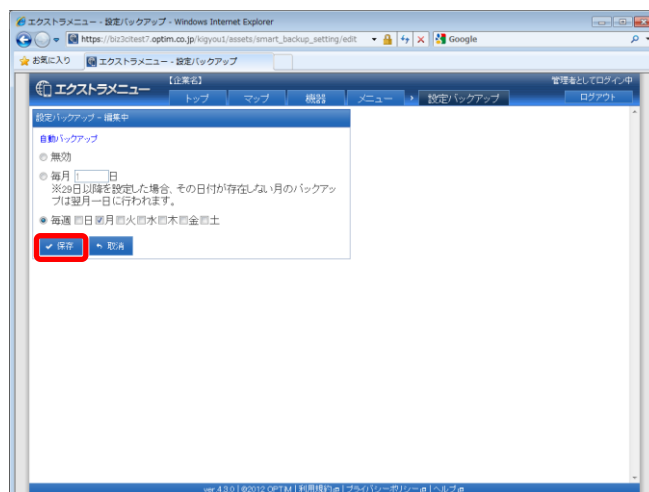 エクストラメニュー - 設定バックアップ - Windows Internet Explorer
https://biz3citest7.optim.co.jp/kigyou1/assets/smart_backup_setting/edit
Google
お気に入り
エクストラメニュー - 設定バックアップ
エクストラメニュー
【企業名】
管理者としてログイン中
トップ マップ 機器 メニュー 設定バックアップ
ログアウト
設定バックアップ - 編集中
自動バックアップ
無効
毎月 1 日
※29日以降を設定した場合、その日付が存在しない月のバックアッ
プは翌月一日に行われます。
毎週 日 月 火 水 木 金 土
保存 取消
ver 4.3.0 | ©2012 OPTiM | 利用規約 | プライバシーポリシー | ヘルプ